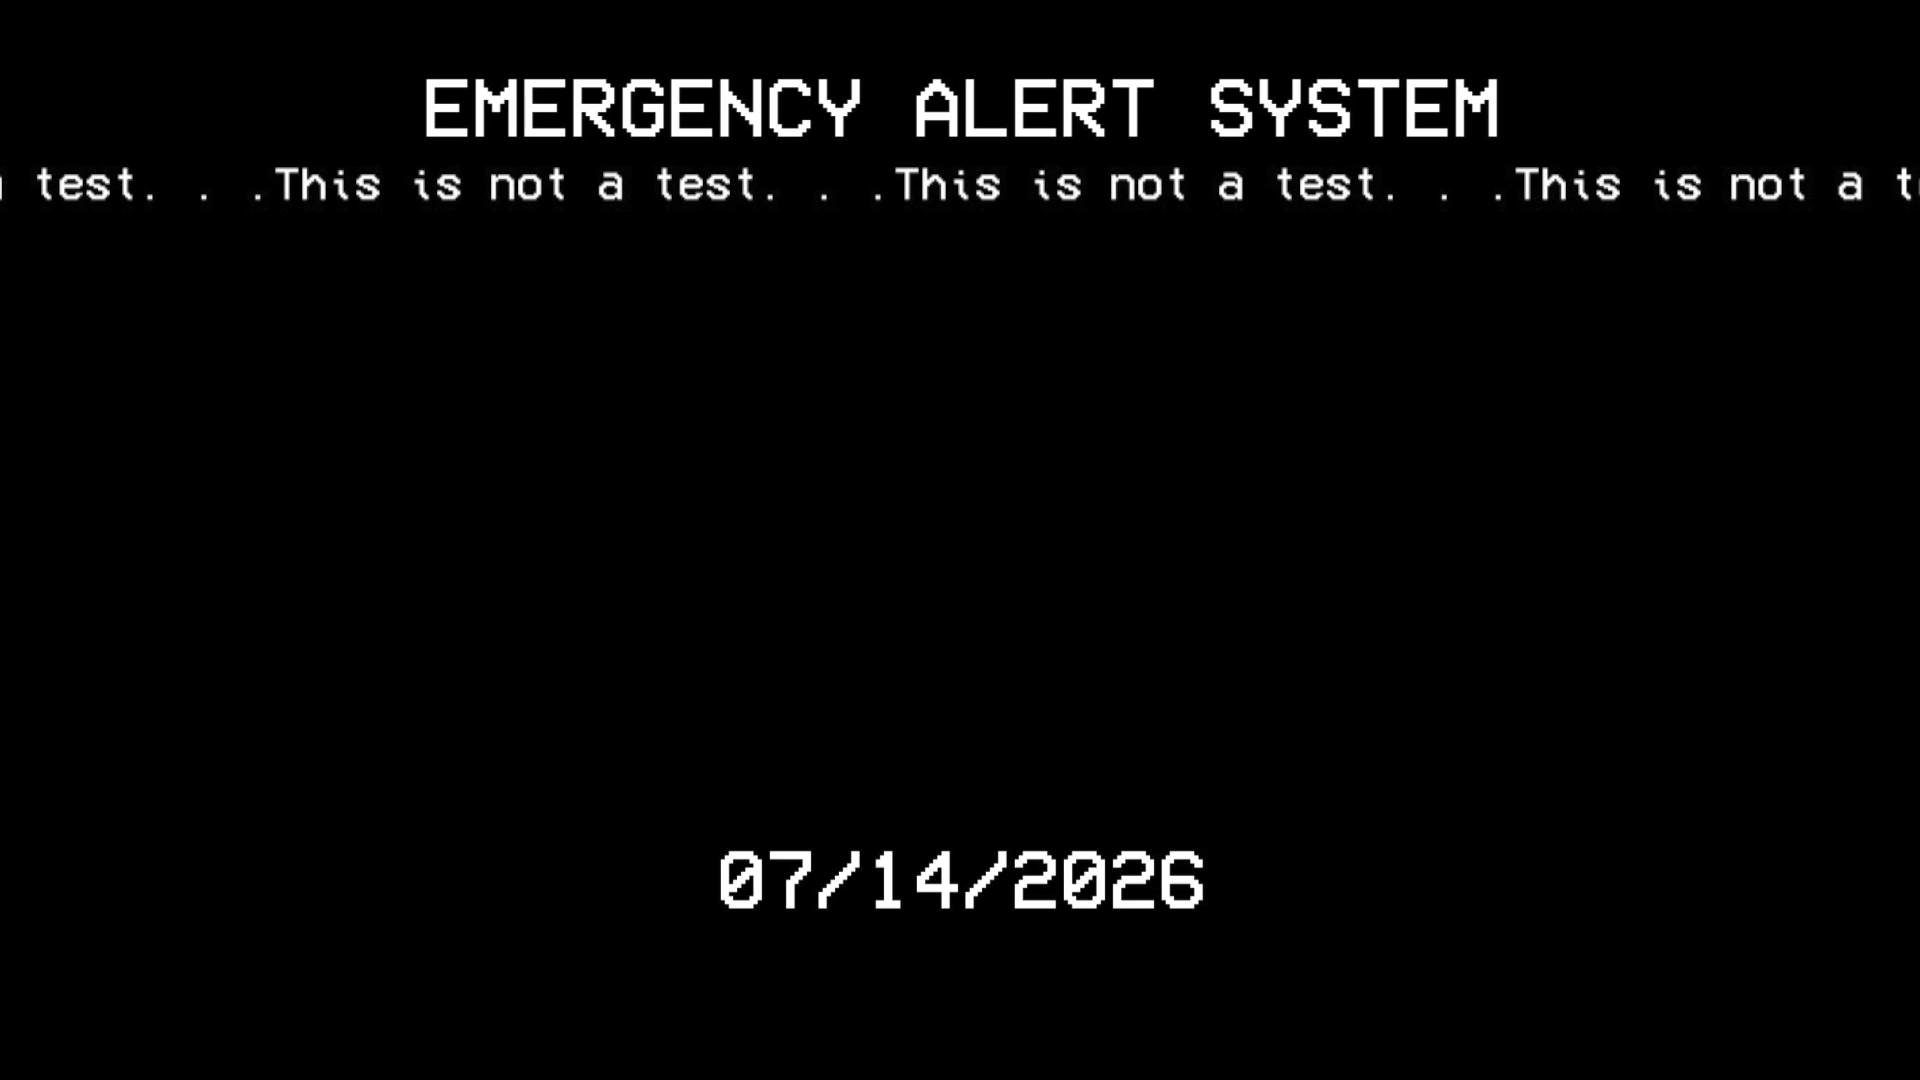 EMERGENCY ALERT SYSTEM
test. . .This is not a test. . .This is not a test. . .This is not a
07/14/2026